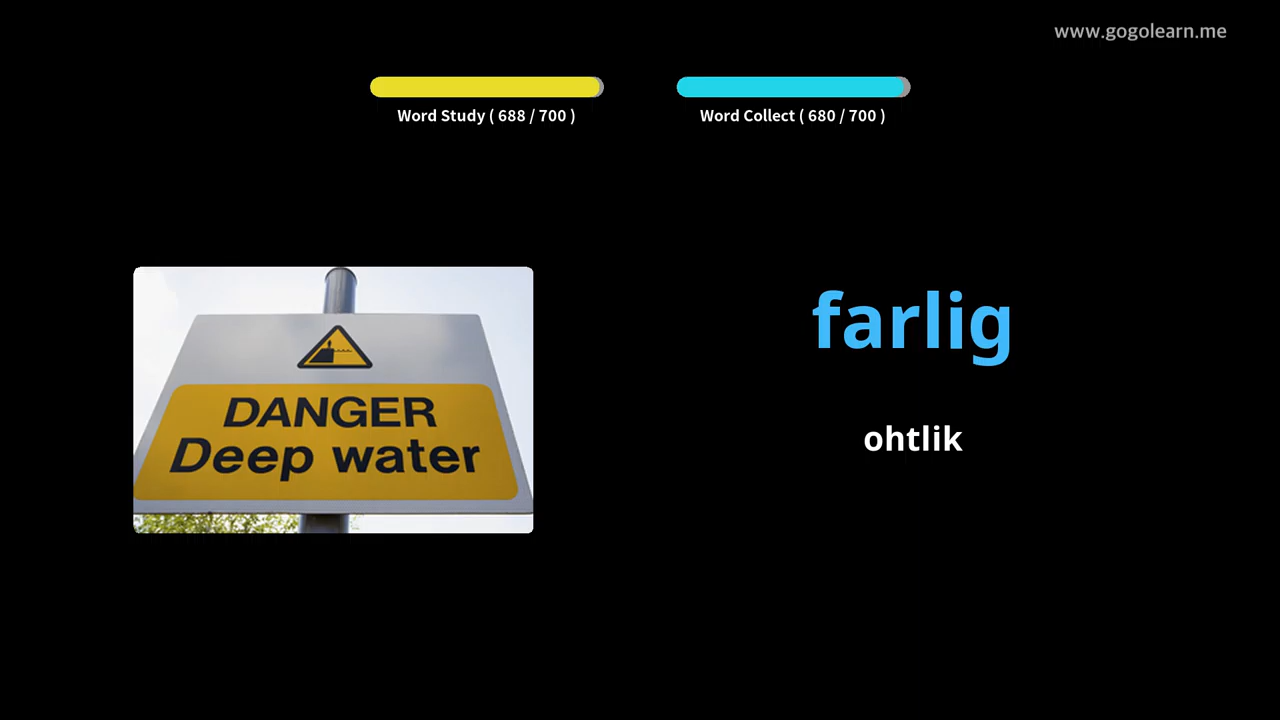 www.gogolearn.me
Word Study ( 688 / 700 )
Word Collect ( 680 / 700 )
DANGER
Deep water
farlig
ohtlik